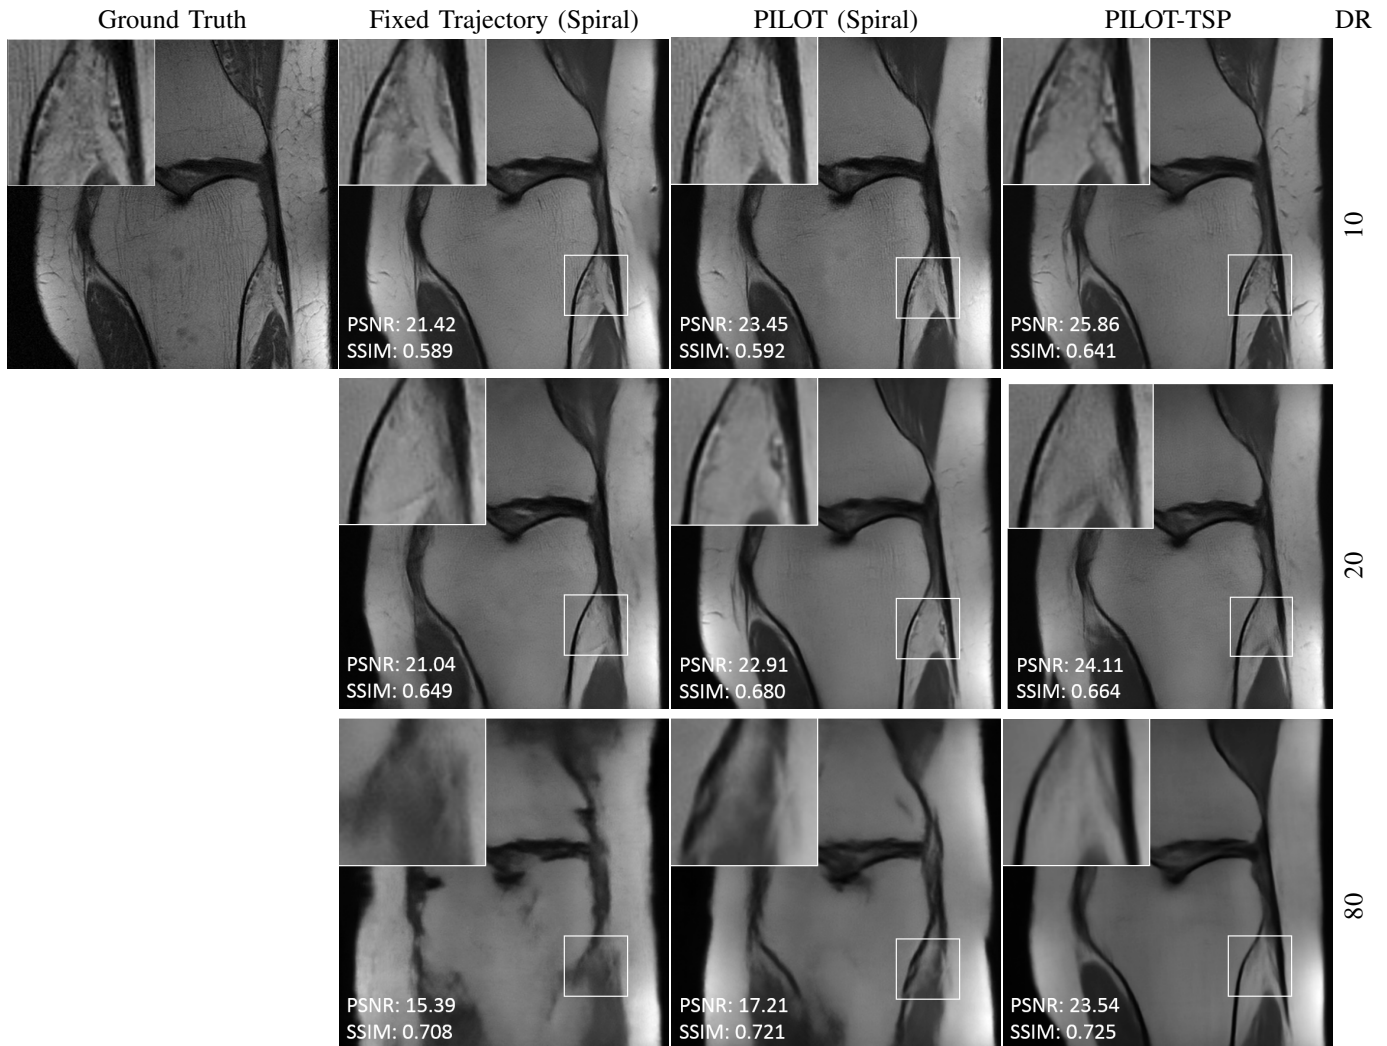 Ground Truth
Fixed Trajectory (Spiral)
PILOT (Spiral)
PILOT-TSP
DR
PSNR: 21.42
SSIM: 0.589
PSNR: 23.45
SSIM: 0.592
PSNR: 25.86
SSIM: 0.641
10
PSNR: 21.04
SSIM: 0.649
PSNR: 22.91
SSIM: 0.680
PSNR: 24.11
SSIM: 0.664
20
PSNR: 15.39
SSIM: 0.708
PSNR: 17.21
SSIM: 0.721
PSNR: 23.54
SSIM: 0.725
80